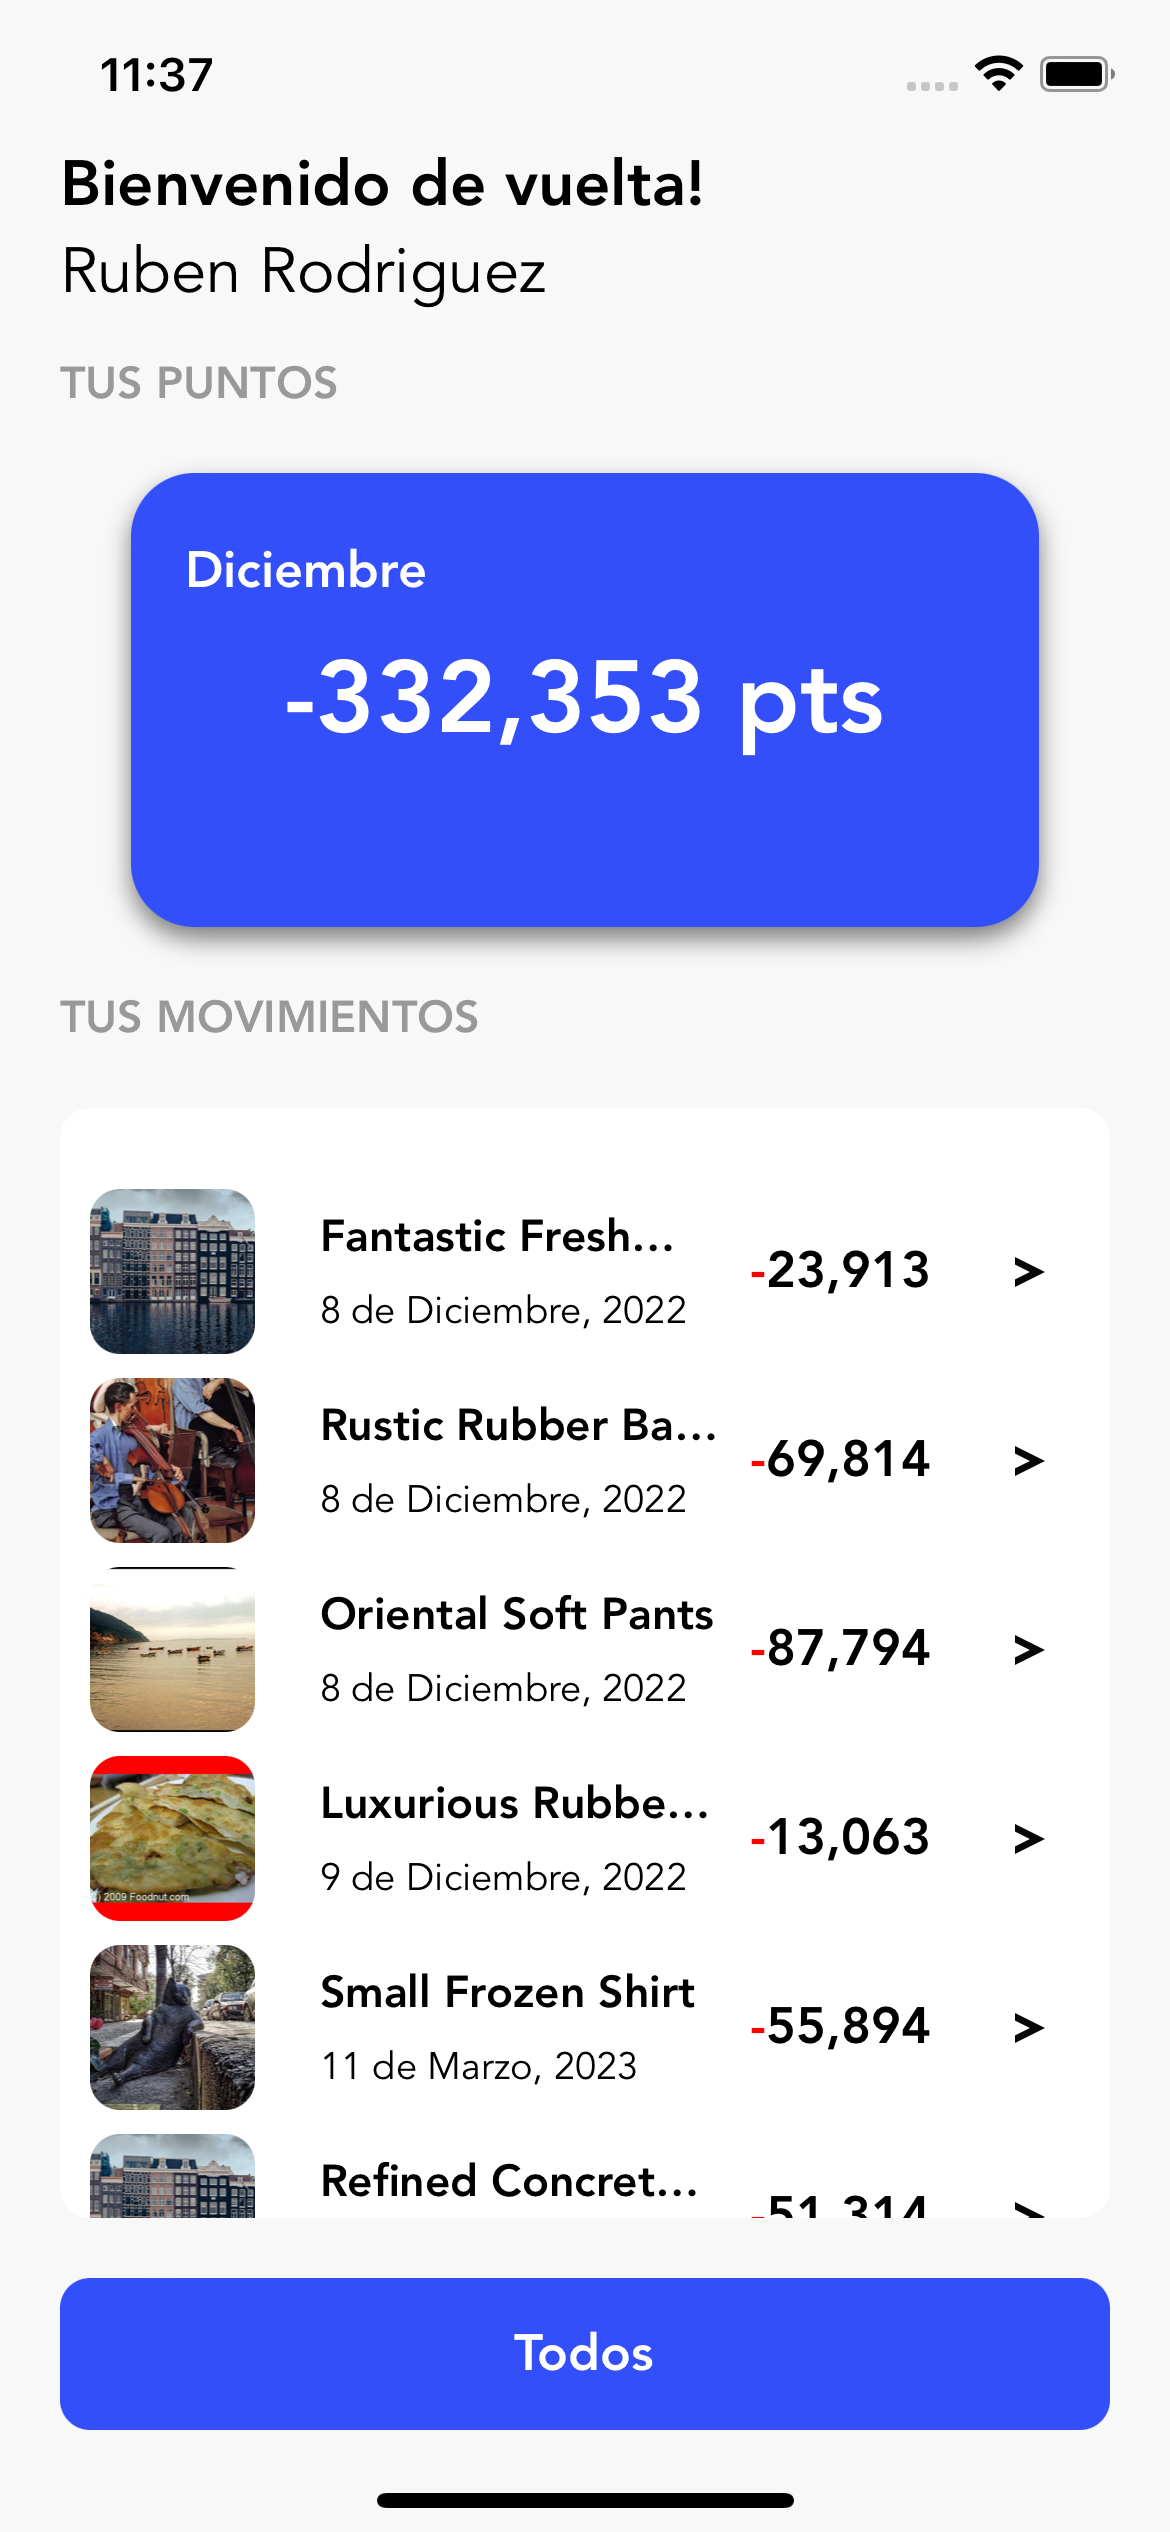 11:37
Bienvenido de vuelta!
Ruben Rodriguez
TUS PUNTOS
Diciembre
-332,353 pts
TUS MOVIMIENTOS
Fantastic Fresh...
8 de Diciembre, 2022
-23,913 >
Rustic Rubber Ba...
8 de Diciembre, 2022
-69,814 >
Oriental Soft Pants
8 de Diciembre, 2022
-87,794 >
Luxurious Rubbe...
9 de Diciembre, 2022
-13,063 >
2009 Foodnut.com
Small Frozen Shirt
11 de Marzo, 2023
-55,894 >
Refined Concret...
-51,314 >
Todos